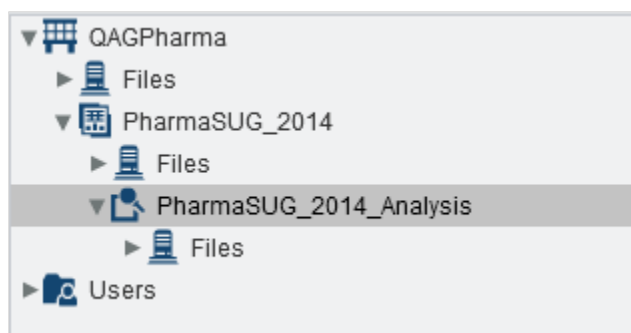 QAGPharma
Files
PharmaSUG_2014
Files
PharmaSUG_2014_Analysis
Files
Users